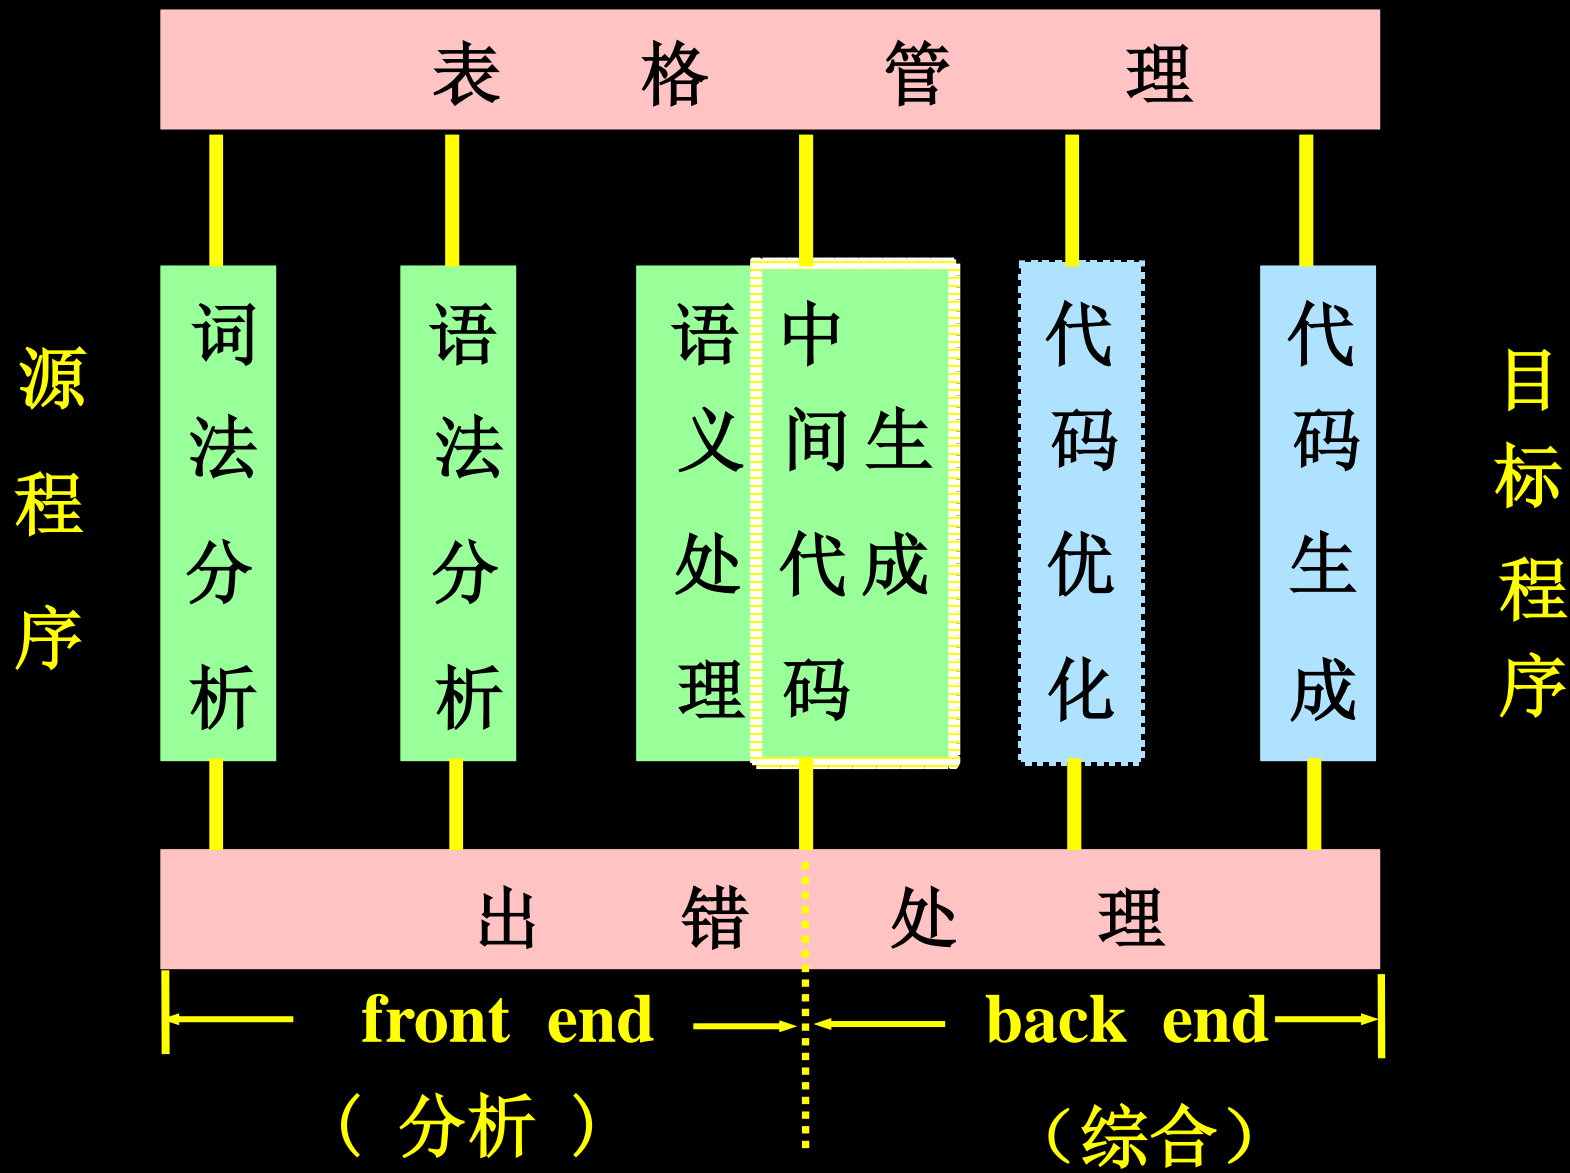 表格管理
源程序
词法分析
语法分析
语义处理
中间代码
生成
代码优化
代码生成
目标程序
出错处理
front end
back end
（ 分析 ）
（综合）